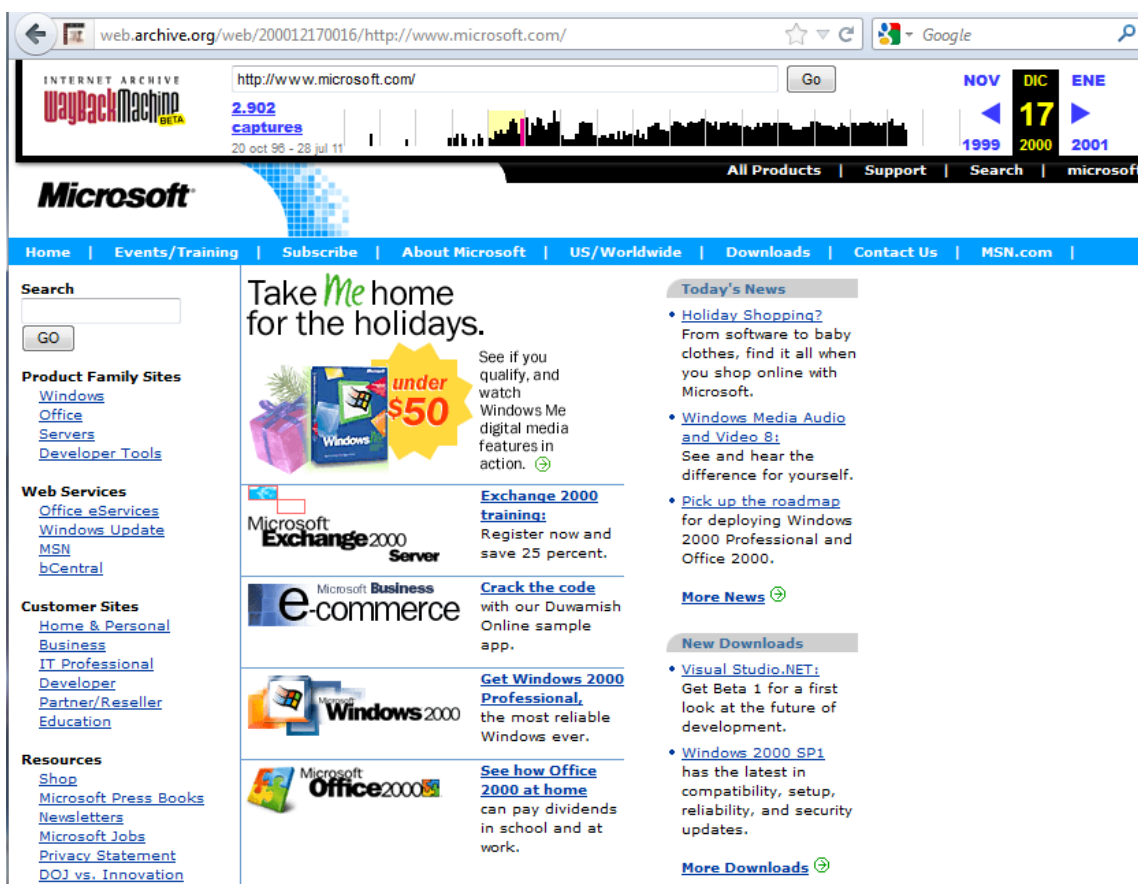 web.archive.org/web/200012170016/http://www.microsoft.com/
Google
INTERNET ARCHIVE
WayBackMachine
BETA
http://www.microsoft.com/
Go
2.902
captures
20 oct 96 - 28 jul 11
NOV DIC ENE
17
1999 2000 2001
All Products | Support | Search | microsoft
Microsoft
Home | Events/Training | Subscribe | About Microsoft | US/Worldwide | Downloads | Contact Us | MSN.com |
Search
GO
Product Family Sites
Windows
Office
Servers
Developer Tools
Web Services
Office eServices
Windows Update
MSN
bCentral
Customer Sites
Home & Personal
Business
IT Professional
Developer
Partner/Reseller
Education
Resources
Shop
Microsoft Press Books
Newsletters
Microsoft Jobs
Privacy Statement
DOJ vs. Innovation
Take Me home
for the holidays.
under
$50
Windows Me
See if you
qualify, and
watch
Windows Me
digital media
features in
action.
Microsoft
Exchange 2000
Server
Exchange 2000
training:
Register now and
save 25 percent.
Microsoft Business
e-commerce
Crack the code
with our Duwamish
Online sample
app.
Microsoft
Windows 2000
Get Windows 2000
Professional,
the most reliable
Windows ever.
Microsoft
Office 2000
See how Office
2000 at home
can pay dividends
in school and at
work.
Today's News
• Holiday Shopping?
From software to baby
clothes, find it all when
you shop online with
Microsoft.
• Windows Media Audio
and Video 8:
See and hear the
difference for yourself.
• Pick up the roadmap
for deploying Windows
2000 Professional and
Office 2000.
More News
New Downloads
• Visual Studio.NET:
Get Beta 1 for a first
look at the future of
development.
• Windows 2000 SP1
has the latest in
compatibility, setup,
reliability, and security
updates.
More Downloads